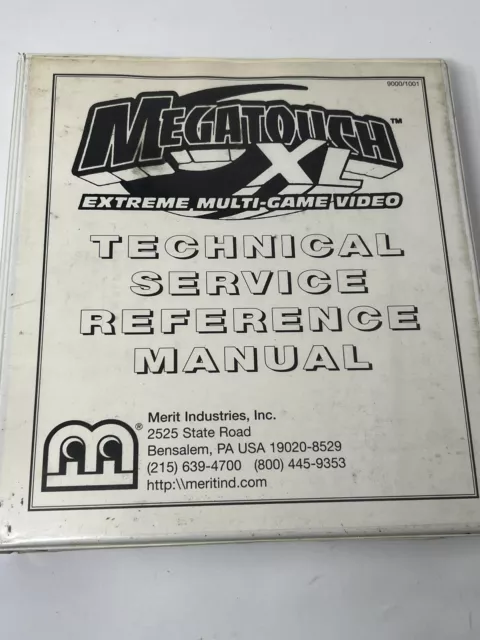 9000/1001
MEGATOUCH™
XL
EXTREME MULTI-GAME VIDEO
TECHNICAL
SERVICE
REFERENCE
MANUAL
®
Merit Industries, Inc.
2525 State Road
Bensalem, PA USA 19020-8529
(215) 639-4700 (800) 445-9353
http:\\meritind.com